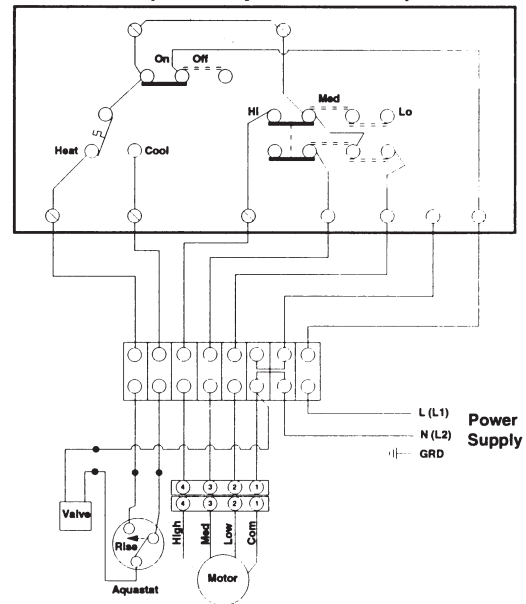 On Off
Hi Med Lo
Heat Cool
L (L1)
N (L2)
GRD
Power
Supply
4 3 2 1
4 3 2 1
High Med Low Com
Valve
Rise
Aquastat
Motor